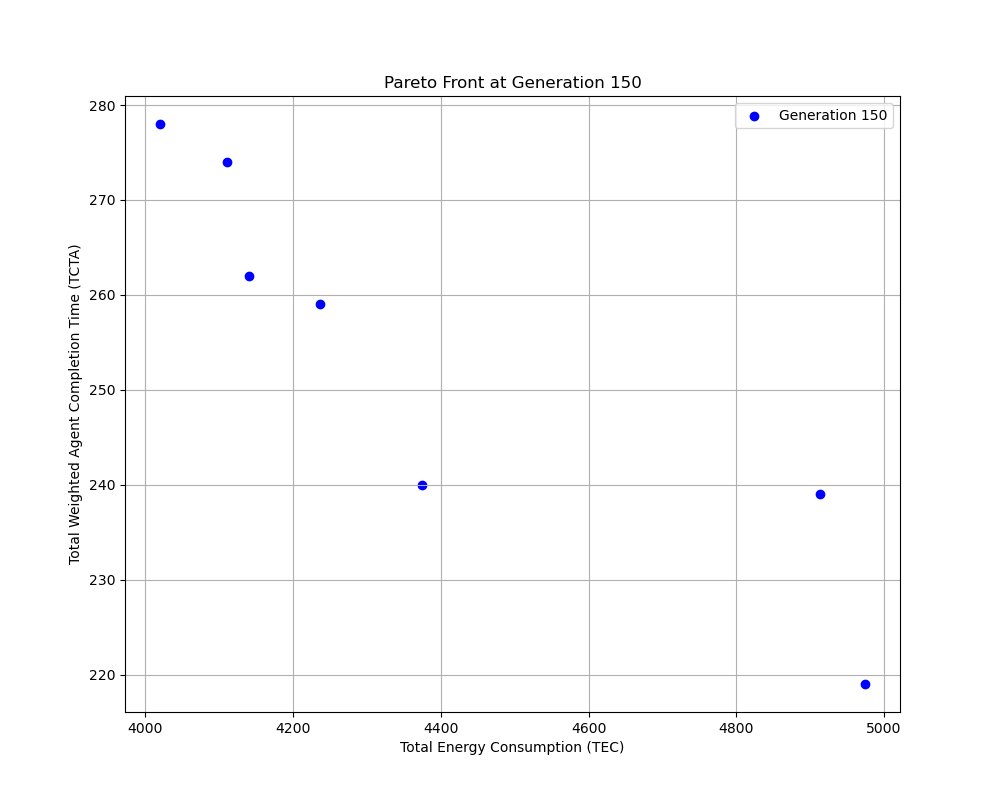 Pareto Front at Generation 150
Generation 150
280
270
260
250
240
230
220
Total Weighted Agent Completion Time (TCTA)
4000 4200 4400 4600 4800 5000
Total Energy Consumption (TEC)